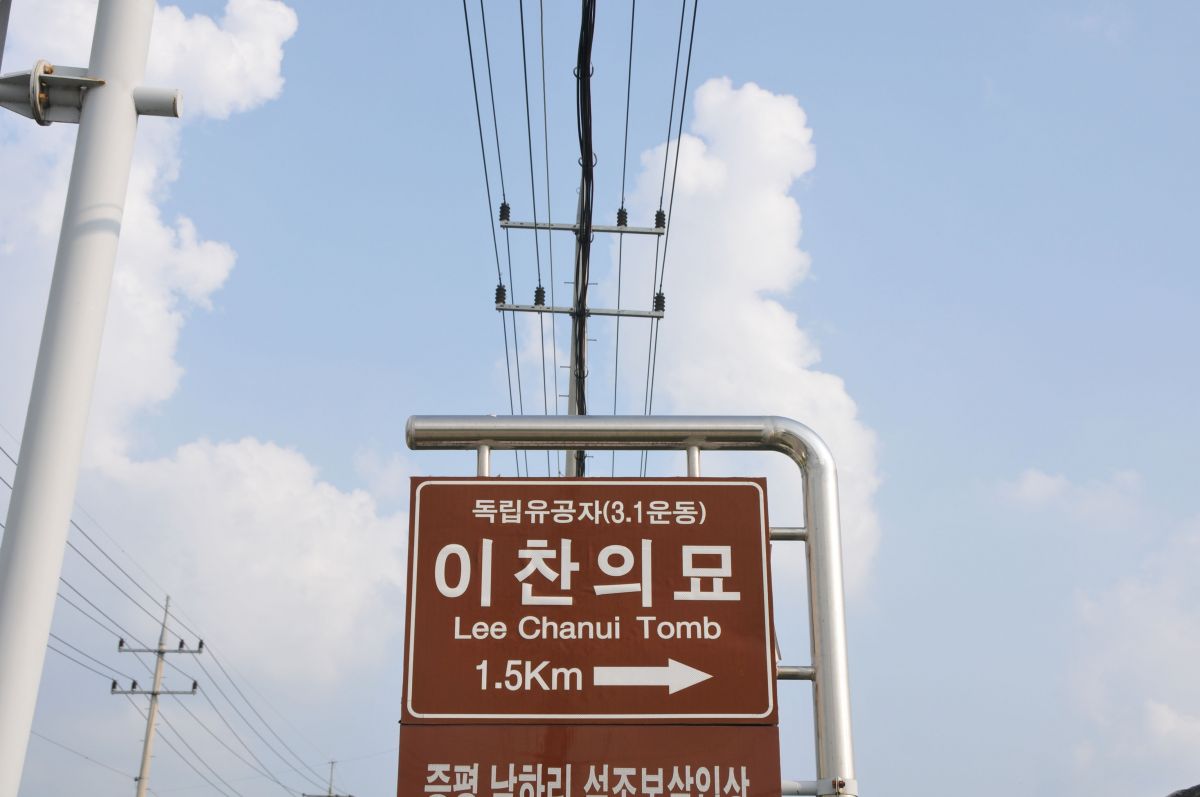 독립유공자(3.1운동)
이찬의묘
Lee Chanui Tomb
1.5Km
증평 남하리 석조보살입상